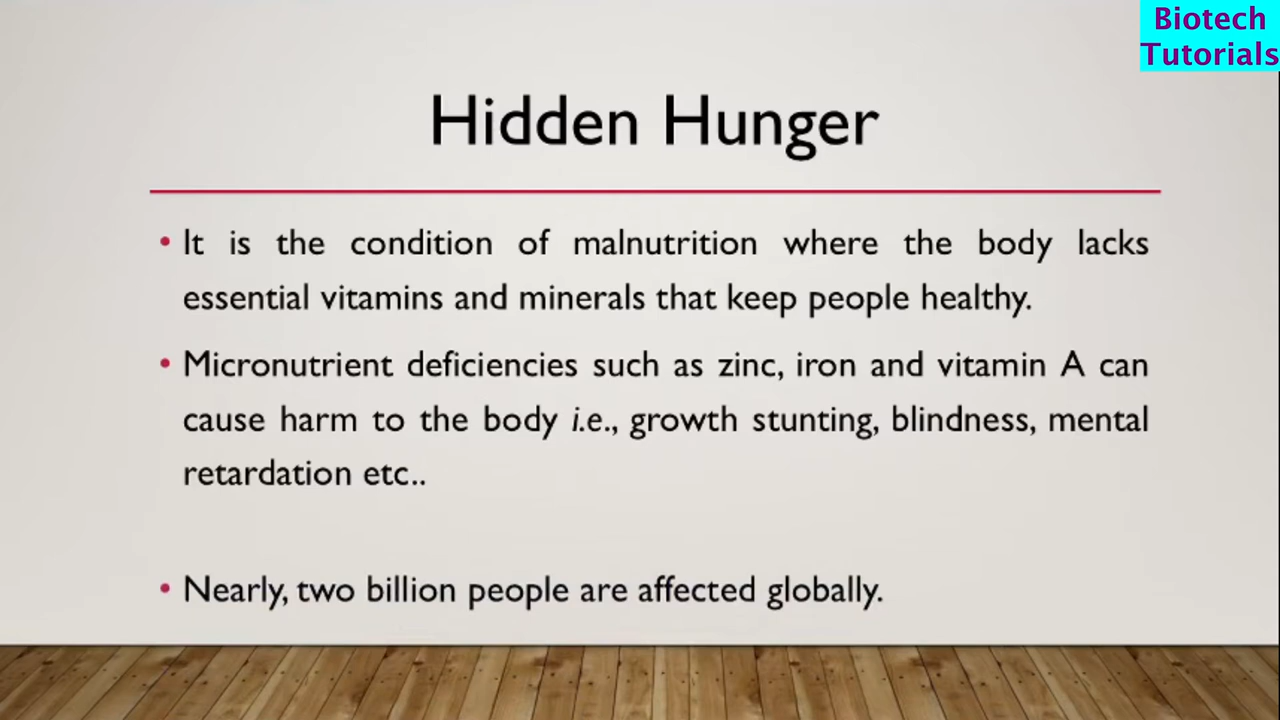 Biotech
Tutorials
Hidden Hunger
• It is the condition of malnutrition where the body lacks
essential vitamins and minerals that keep people healthy.
• Micronutrient deficiencies such as zinc, iron and vitamin A can
cause harm to the body i.e., growth stunting, blindness, mental
retardation etc..
• Nearly, two billion people are affected globally.